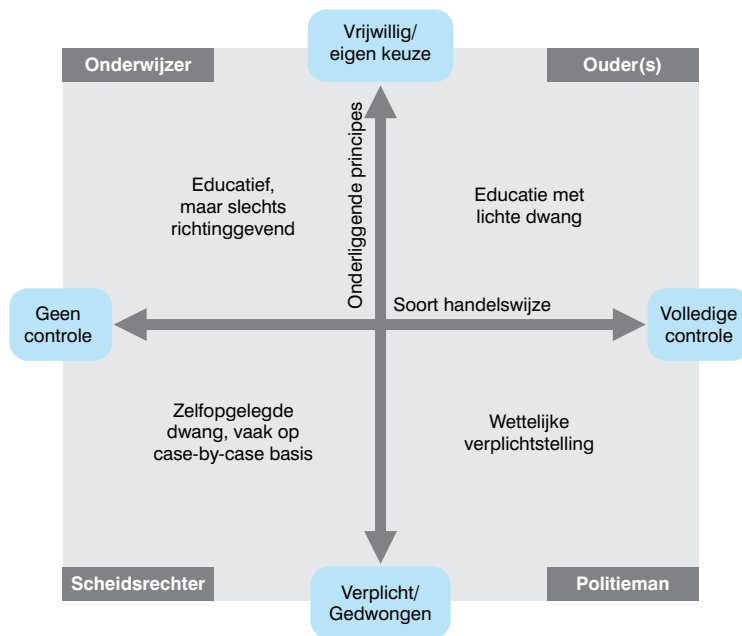 Vrijwillig/
eigen keuze
Onderwijzer
Ouder(s)
Onderliggende principes
Educatief,
maar slechts
richtinggevend
Educatie met
lichte dwang
Geen
controle
Soort handelswijze
Volledige
controle
Zelfopgelegde
dwang, vaak op
case-by-case basis
Wettelijke
verplichtstelling
Scheidsrechter
Verplicht/
Gedwongen
Politieman